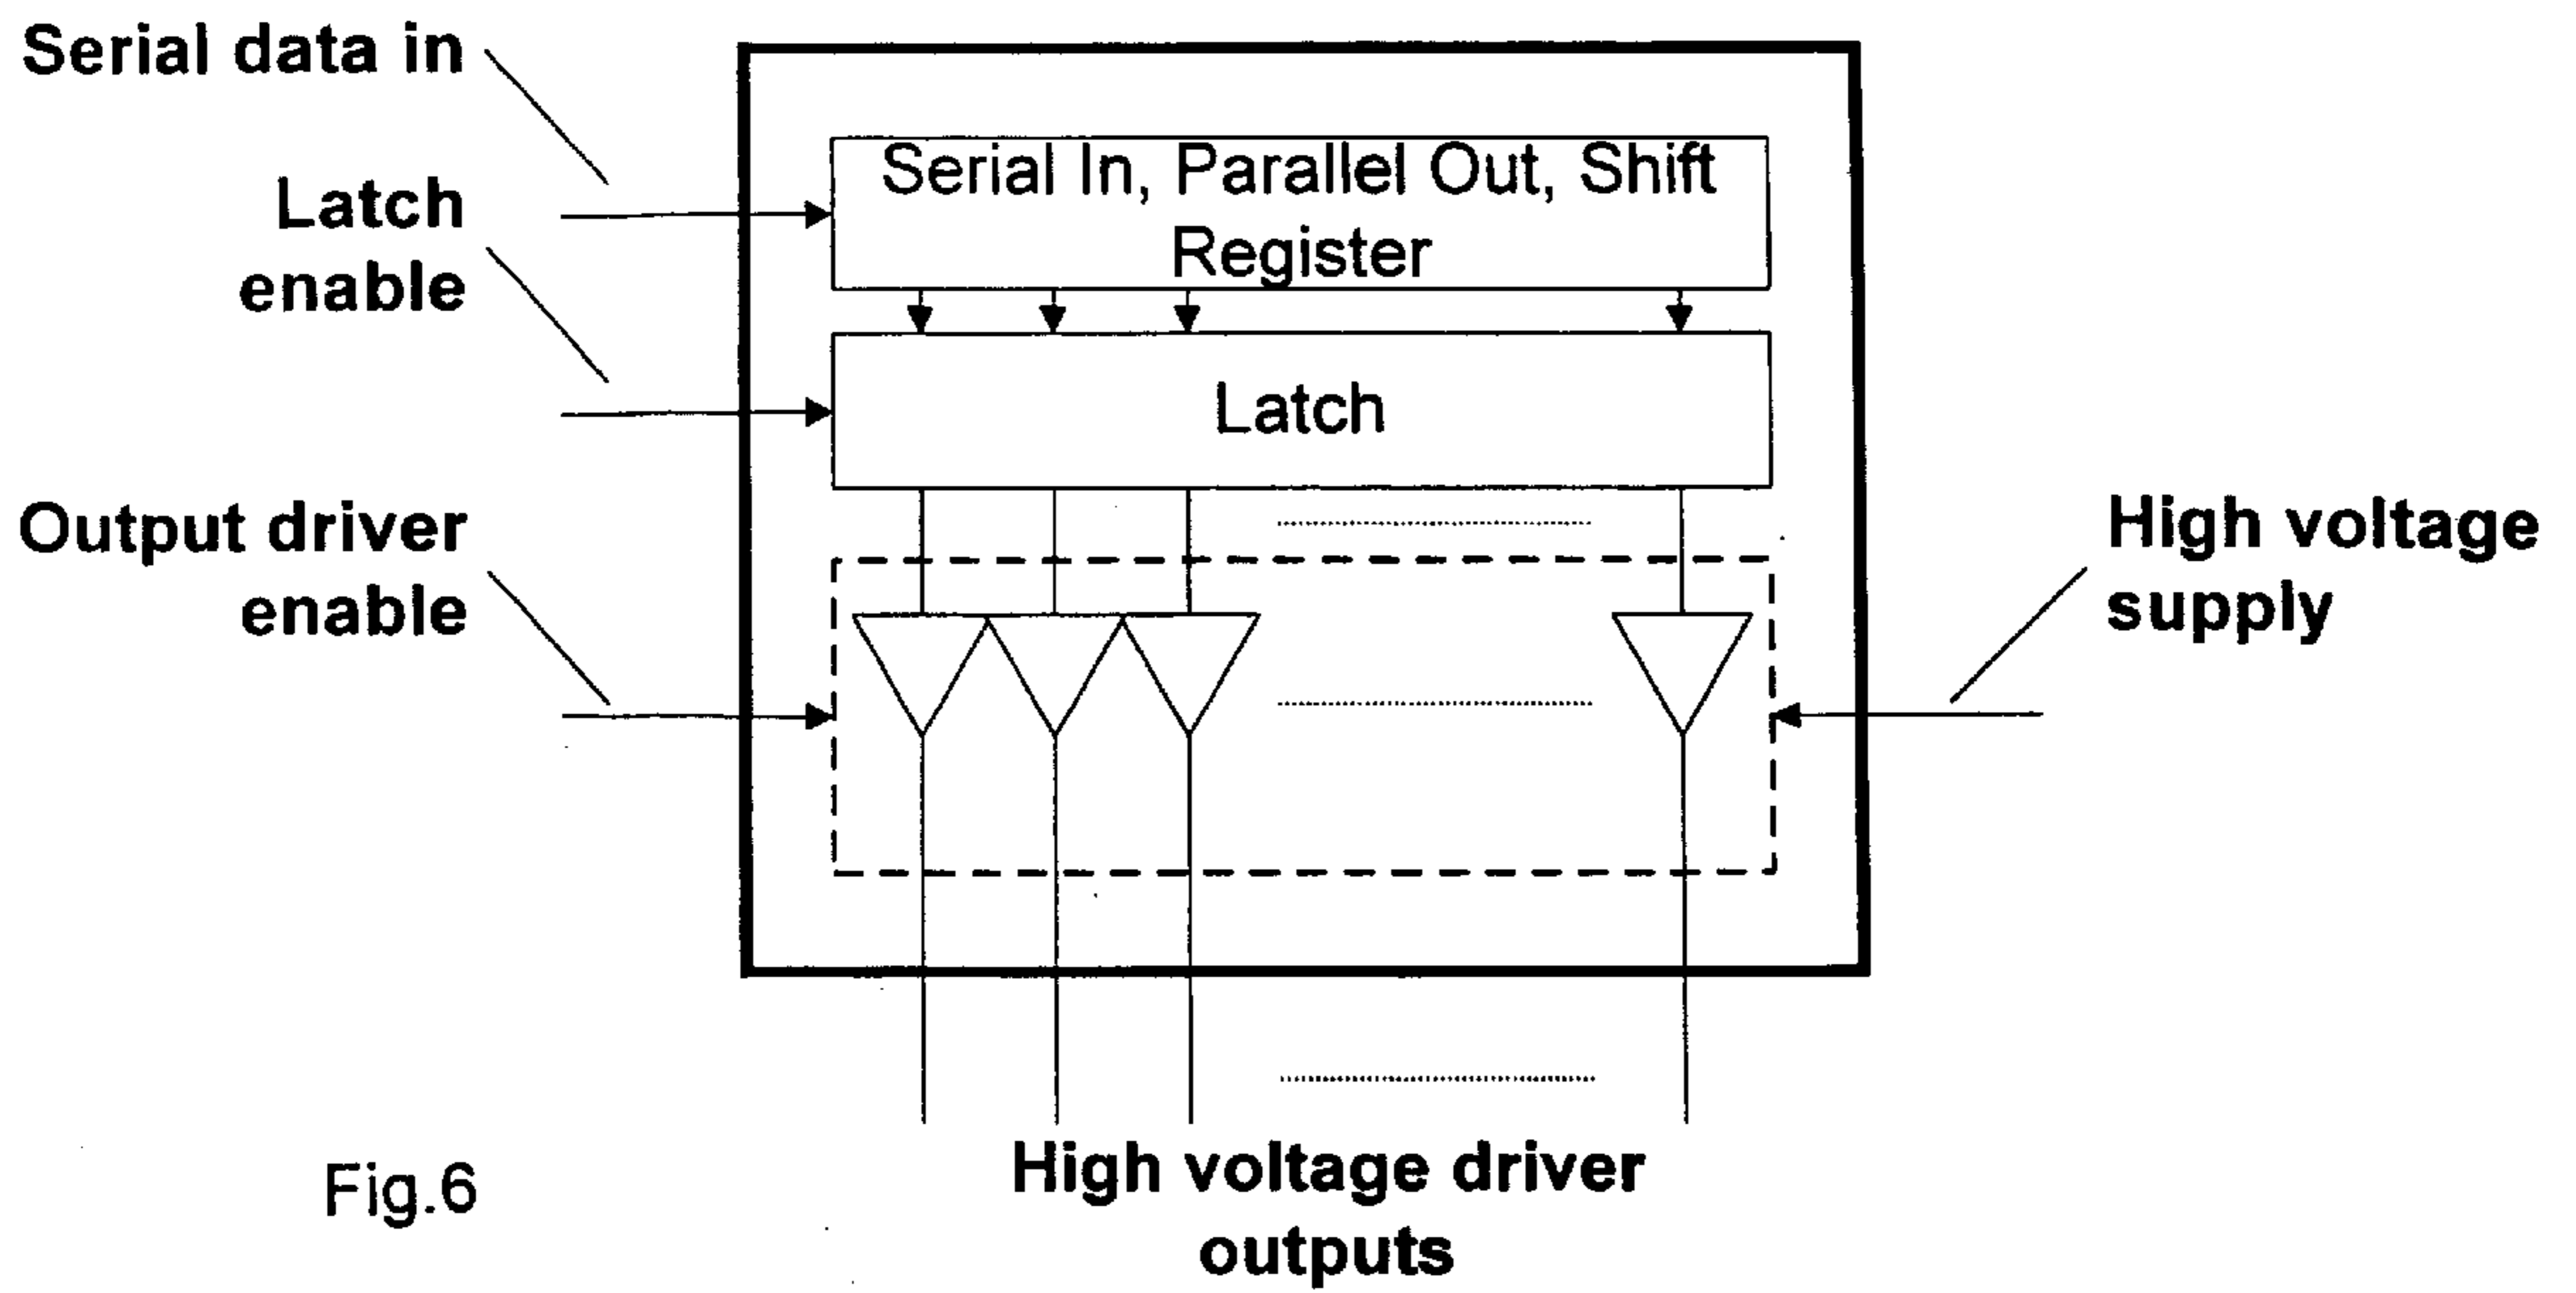 Serial data in
Latch
enable
Output driver
enable
Serial In, Parallel Out, Shift
Register
Latch
High voltage
supply
High voltage driver
outputs
Fig.6